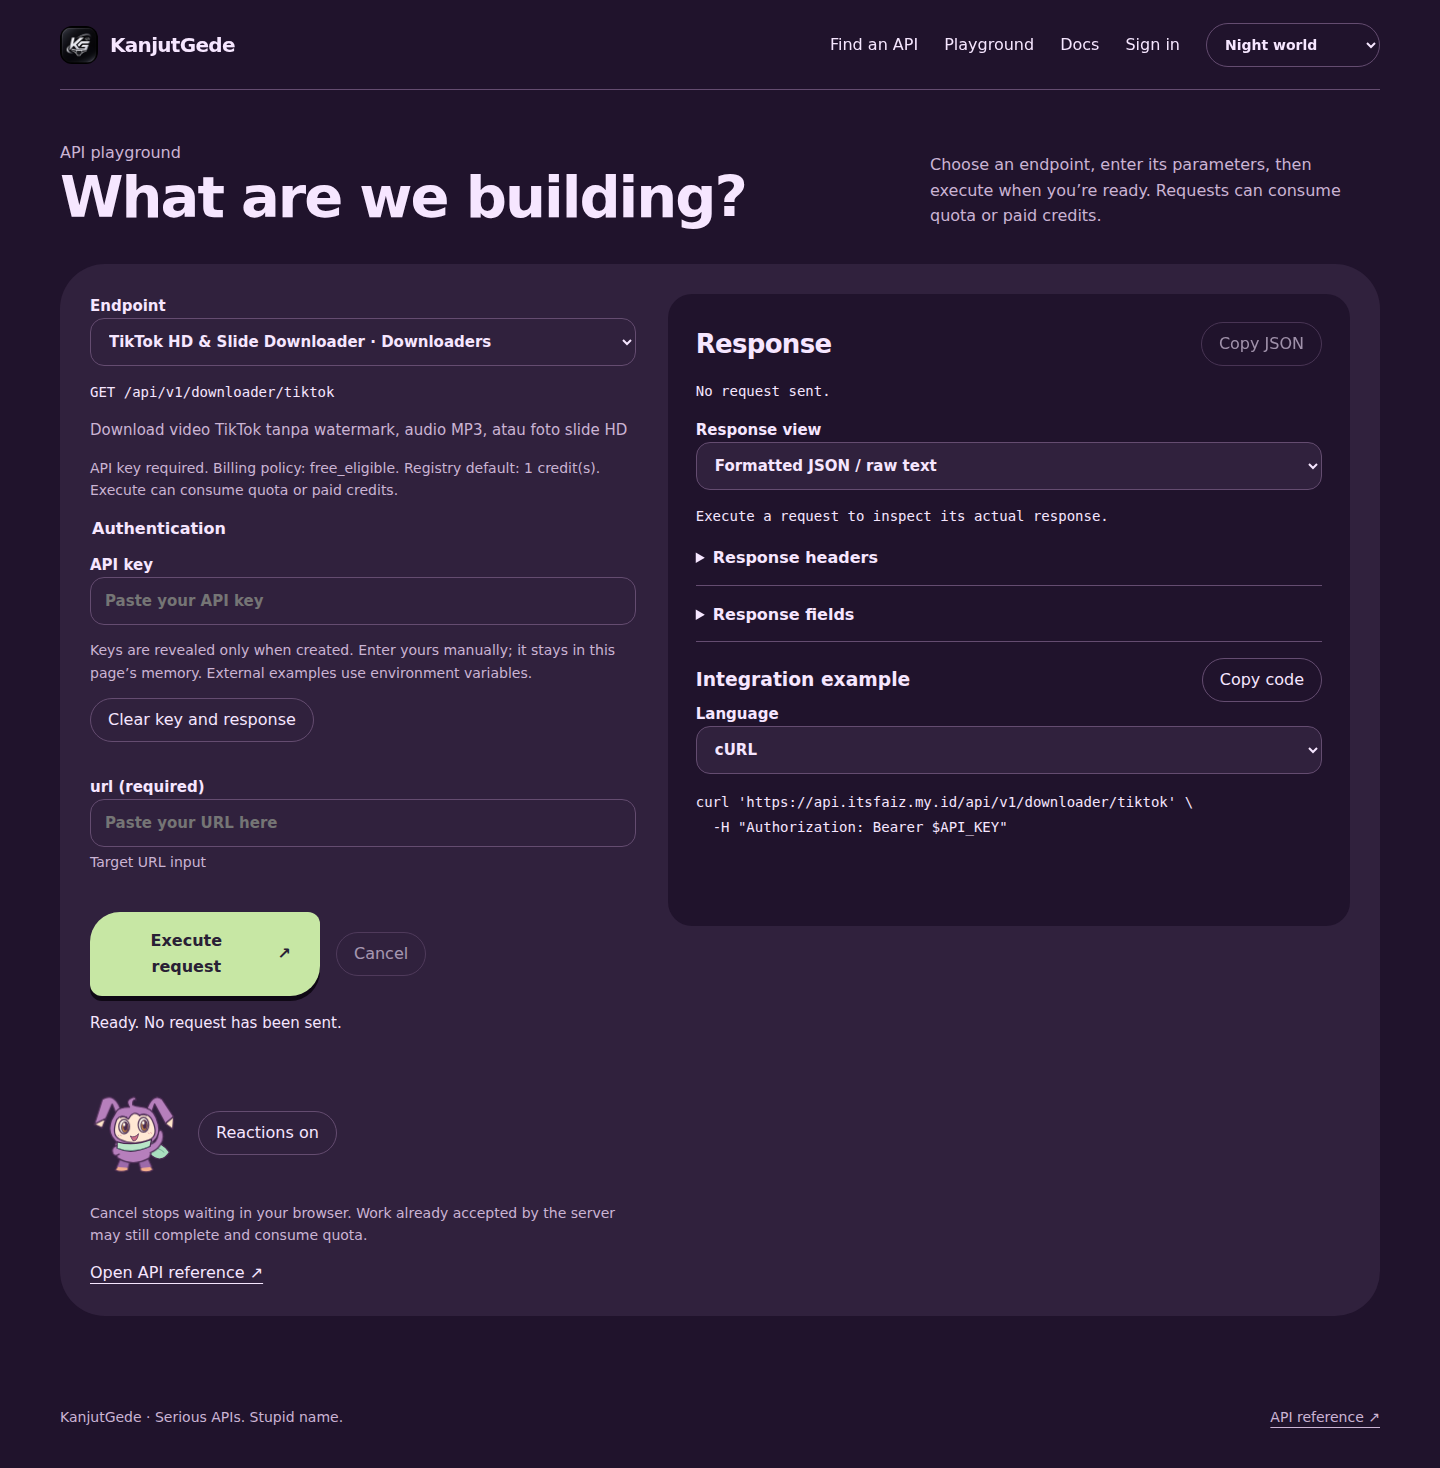 KanjutGede
Find an API
Playground
Docs
Sign in
Night world
API playground
What are we building?
Choose an endpoint, enter its parameters, then
execute when you’re ready. Requests can consume
quota or paid credits.
Endpoint
TikTok HD & Slide Downloader · Downloaders
GET /api/v1/downloader/tiktok
Download video TikTok tanpa watermark, audio MP3, atau foto slide HD
API key required. Billing policy: free_eligible. Registry default: 1 credit(s).
Execute can consume quota or paid credits.
Authentication
API key
Paste your API key
Keys are revealed only when created. Enter yours manually; it stays in this
page’s memory. External examples use environment variables.
Clear key and response
url (required)
Paste your URL here
Target URL input
Execute
request ↗
Cancel
Ready. No request has been sent.
Reactions on
Cancel stops waiting in your browser. Work already accepted by the server
may still complete and consume quota.
Open API reference ↗
Response
Copy JSON
No request sent.
Response view
Formatted JSON / raw text
Execute a request to inspect its actual response.
Response headers
Response fields
Integration example
Copy code
Language
cURL
curl 'https://api.itsfaiz.my.id/api/v1/downloader/tiktok' \
-H "Authorization: Bearer $API_KEY"
KanjutGede · Serious APIs. Stupid name.
API reference ↗